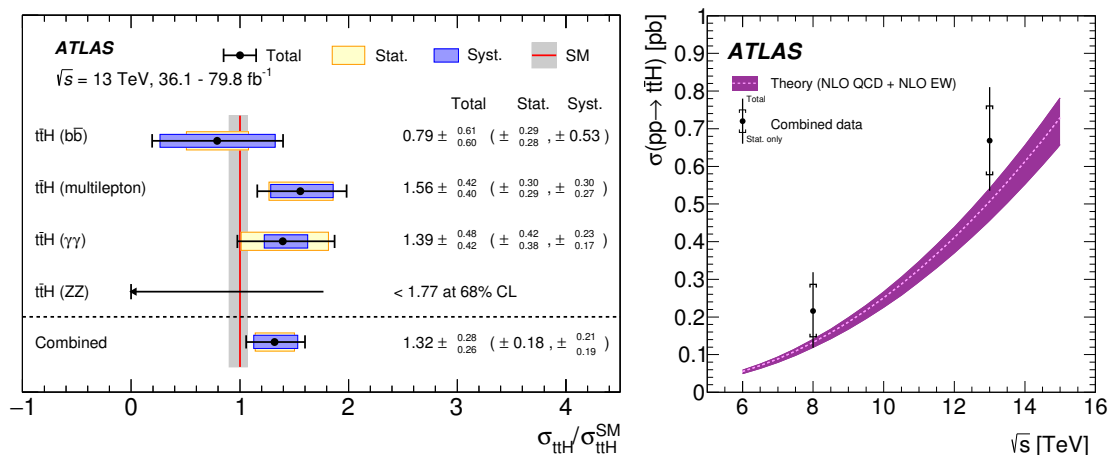 ATLAS
Total Stat. Syst. SM
√s = 13 TeV, 36.1 - 79.8 fb⁻¹
Total Stat. Syst.
tt̄H (bb̄) 0.79 ± 0.61 0.60 ( ± 0.29 0.28 , ± 0.53 )
tt̄H (multilepton) 1.56 ± 0.42 0.40 ( ± 0.30 0.29 , ± 0.30 0.27 )
tt̄H (γγ) 1.39 ± 0.48 0.42 ( ± 0.42 0.38 , ± 0.23 0.17 )
tt̄H (ZZ) < 1.77 at 68% CL
Combined 1.32 ± 0.28 0.26 ( ± 0.18 , ± 0.21 0.19 )
−1 0 1 2 3 4
σtt̄H/σtt̄H^SM
σ(pp→ tt̄H) [pb]
1
0.9
0.8
0.7
0.6
0.5
0.4
0.3
0.2
0.1
0
ATLAS
Theory (NLO QCD + NLO EW)
Total
Combined data
Stat. only
6 8 10 12 14 16
√s [TeV]